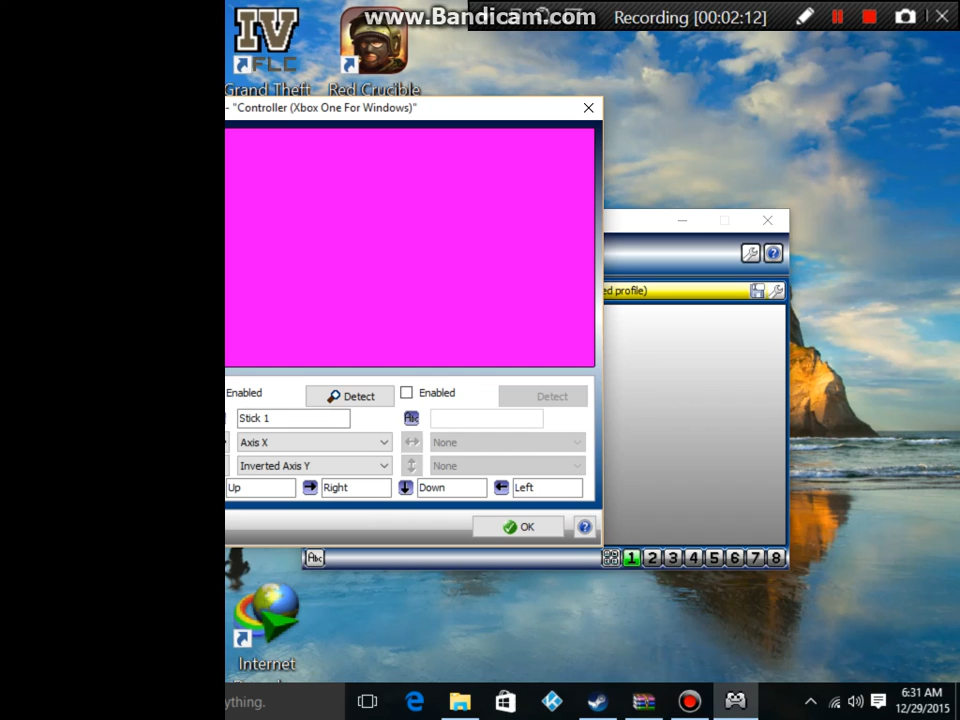 www.Bandicam.com
Recording [00:02:12]
IV
FLC
Grand Theft
Red Crucible
- "Controller (Xbox One For Windows)"
ed profile)
Enabled
Detect
Enabled
Detect
Stick 1
Abc
Axis X
None
Inverted Axis Y
None
Up
Right
Down
Left
OK
?
Abc
1 2 3 4 5 6 7 8
Internet
ything.
6:31 AM
12/29/2015